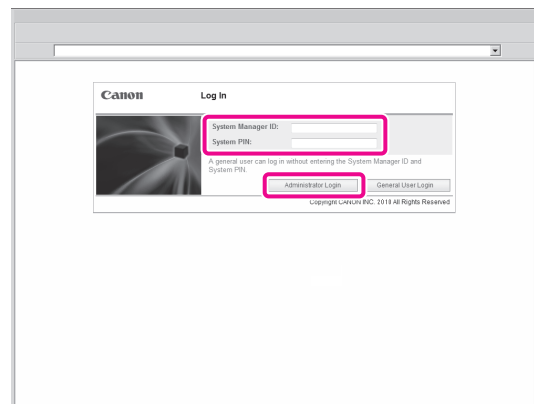 Canon
Log In
System Manager ID:
System PIN:
A general user can log in without entering the System Manager ID and
System PIN.
Administrator Login
General User Login
Copyright CANON INC. 2010 All Rights Reserved